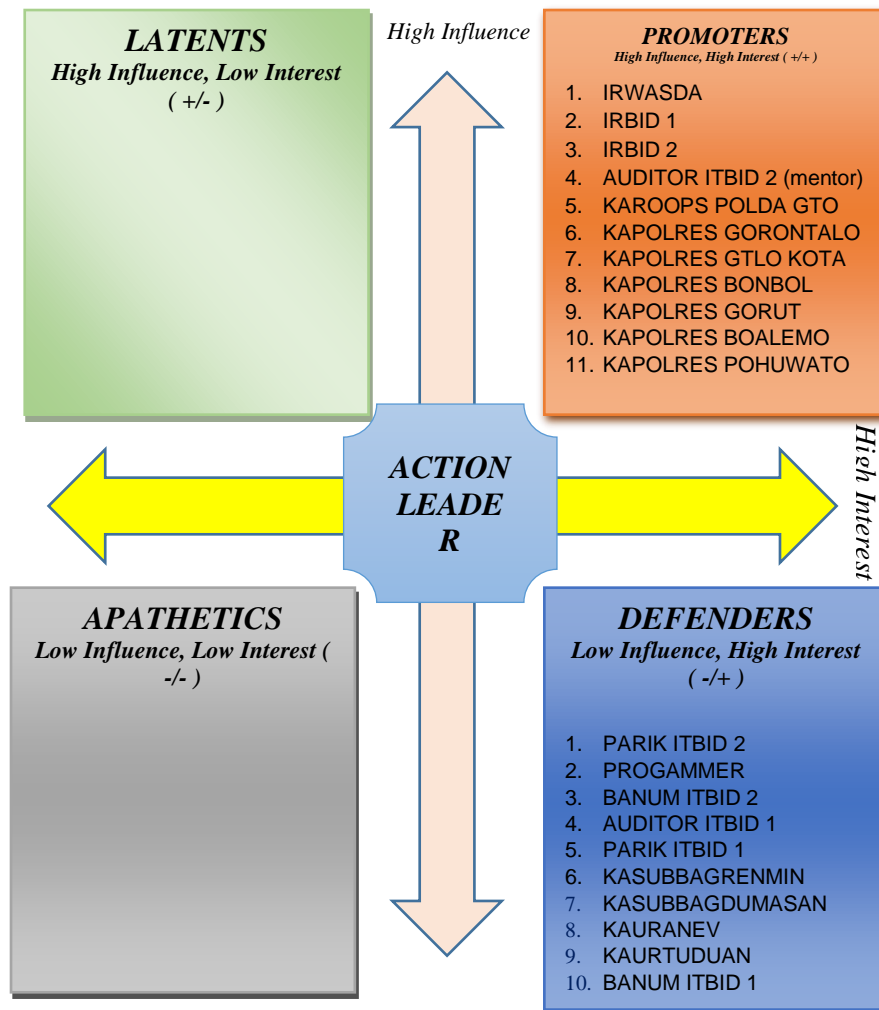 LATENTS
High Influence, Low Interest
( +/- )
High Influence
PROMOTERS
High Influence, High Interest ( +/+ )
1. IRWASDA
2. IRBID 1
3. IRBID 2
4. AUDITOR ITBID 2 (mentor)
5. KAROOPS POLDA GTO
6. KAPOLRES GORONTALO
7. KAPOLRES GTLO KOTA
8. KAPOLRES BONBOL
9. KAPOLRES GORUT
10. KAPOLRES BOALEMO
11. KAPOLRES POHUWATO
ACTION
LEADE
R
High Interest
APATHETICS
Low Influence, Low Interest (
-/- )
DEFENDERS
Low Influence, High Interest
( -/+ )
1. PARIK ITBID 2
2. PROGAMMER
3. BANUM ITBID 2
4. AUDITOR ITBID 1
5. PARIK ITBID 1
6. KASUBBAGRENMIN
7. KASUBBAGDUMASAN
8. KAURANEV
9. KAURTUDUAN
10. BANUM ITBID 1